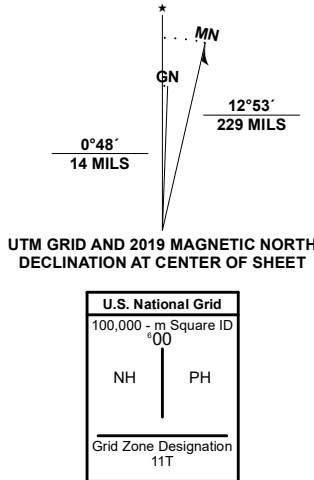 ★
MN
GN
12°53´
229 MILS
0°48´
14 MILS
UTM GRID AND 2019 MAGNETIC NORTH
DECLINATION AT CENTER OF SHEET
U.S. National Grid
100,000 - m Square ID
⁶00
NH PH
Grid Zone Designation
11T